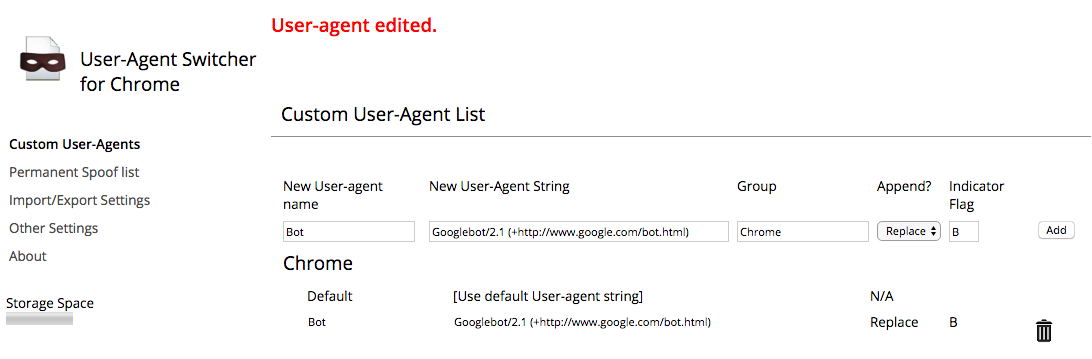 User-agent edited.
User-Agent Switcher
for Chrome
Custom User-Agents
Permanent Spoof list
Import/Export Settings
Other Settings
About
Storage Space
Custom User-Agent List
New User-agent name New User-Agent String Group Append? Indicator Flag
Bot Googlebot/2.1 (+http://www.google.com/bot.html) Chrome Replace B Add
Chrome
Default [Use default User-agent string] N/A
Bot Googlebot/2.1 (+http://www.google.com/bot.html) Replace B